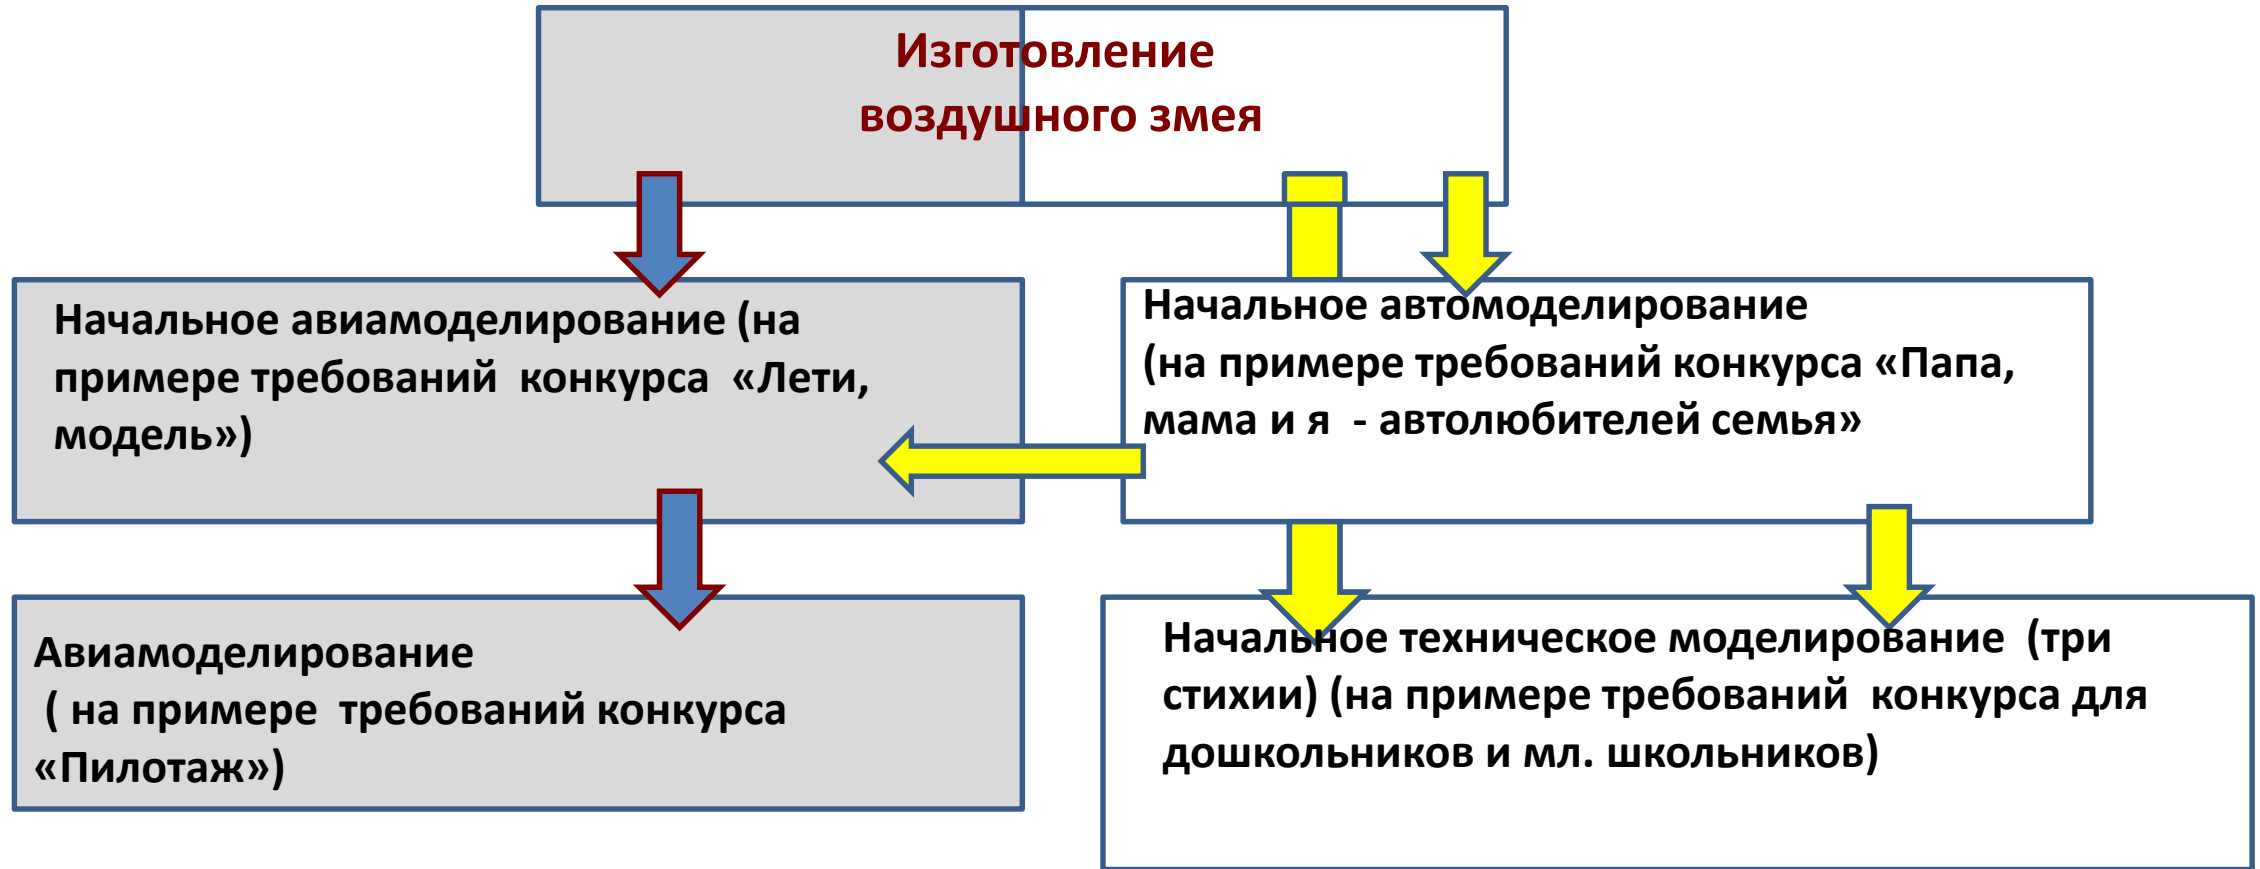 Изготовление
воздушного змея
Начальное авиамоделирование (на
примере требований конкурса «Лети,
модель»)
Начальное автомоделирование
(на примере требований конкурса «Папа,
мама и я - автолюбителей семья»
Авиамоделирование
( на примере требований конкурса
«Пилотаж»)
Начальное техническое моделирование (три
стихии) (на примере требований конкурса для
дошкольников и мл. школьников)